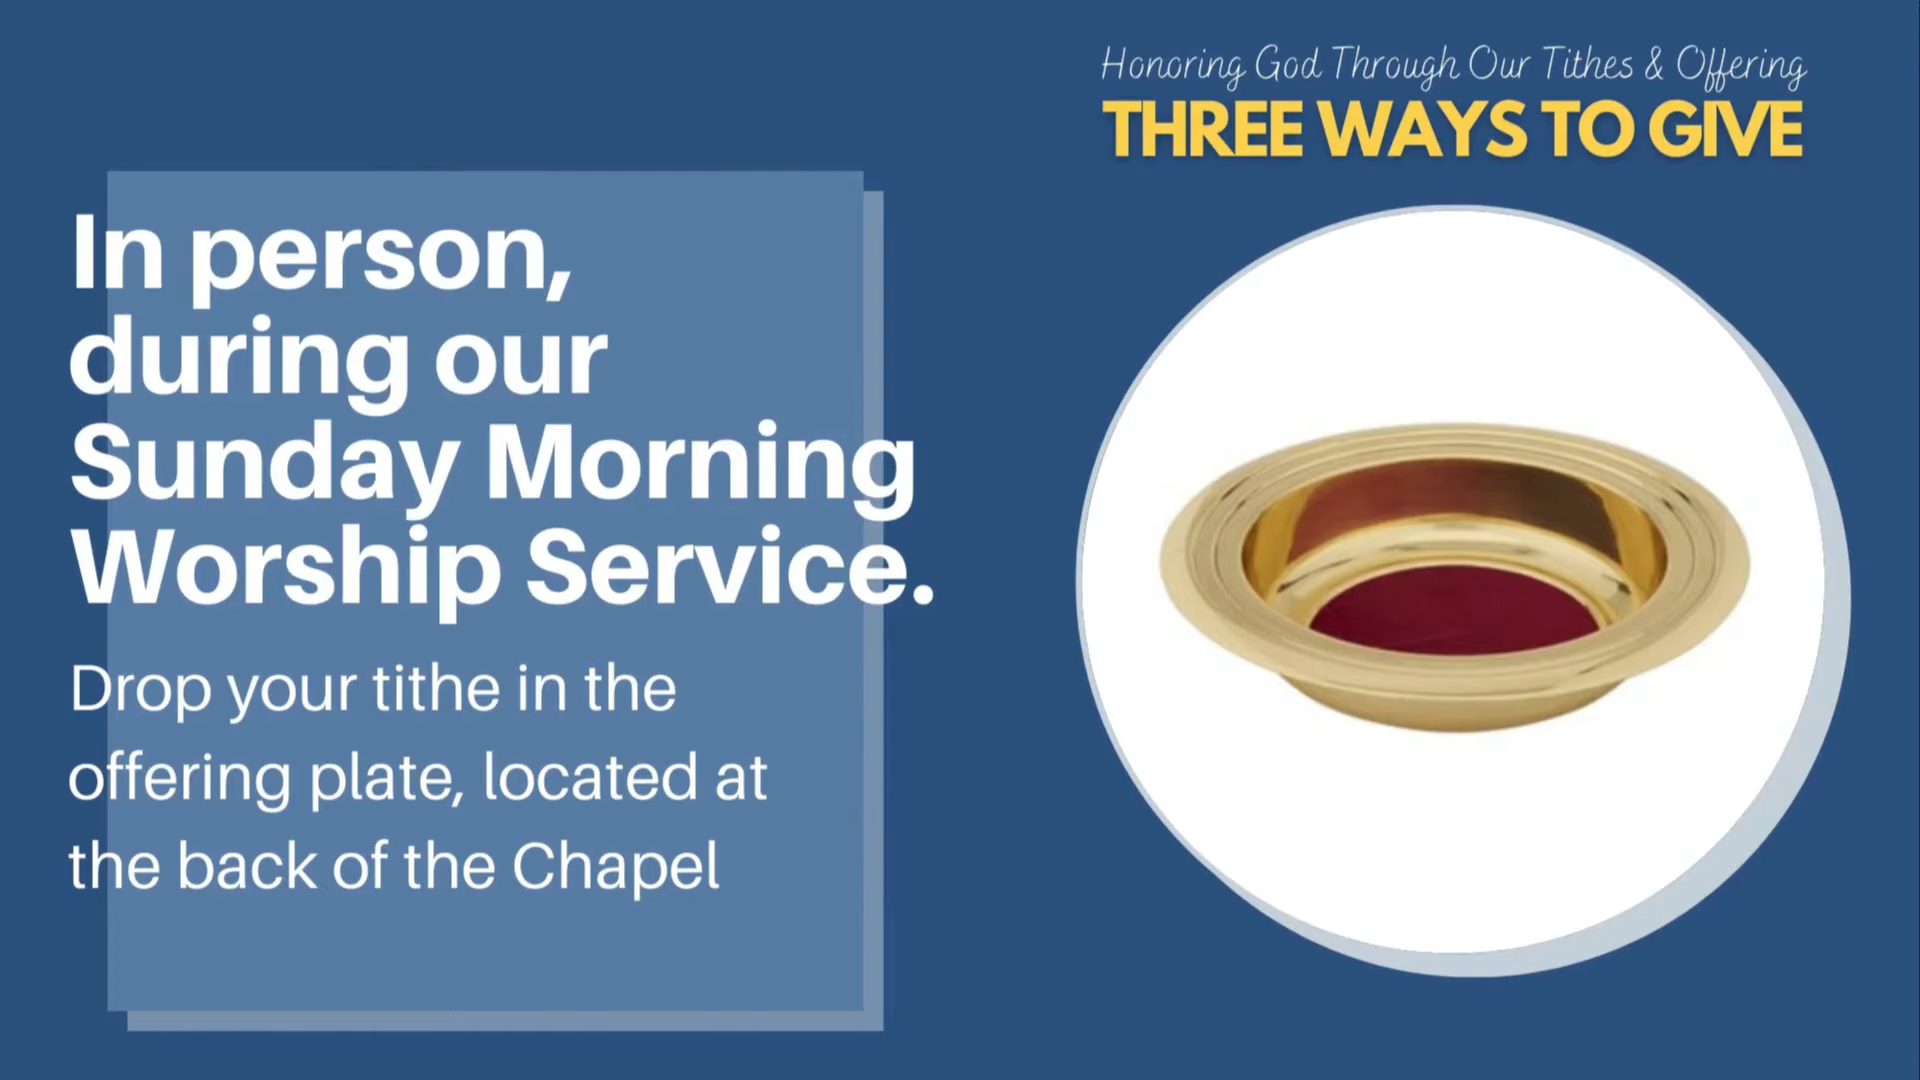 Honoring God Through Our Tithes & Offering
THREE WAYS TO GIVE
In person,
during our
Sunday Morning
Worship Service.
Drop your tithe in the
offering plate, located at
the back of the Chapel